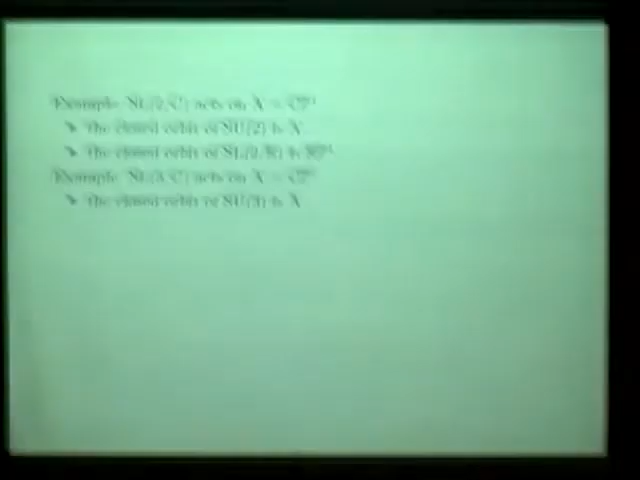 Example SL(2,C) acts on X = CP¹
▸ the closed orbit of SU(2) is X
▸ the closed orbit of SL(2,R) is RP¹
Example SL(3,C) acts on X =
▸ the closed orbit of SU(3) is X